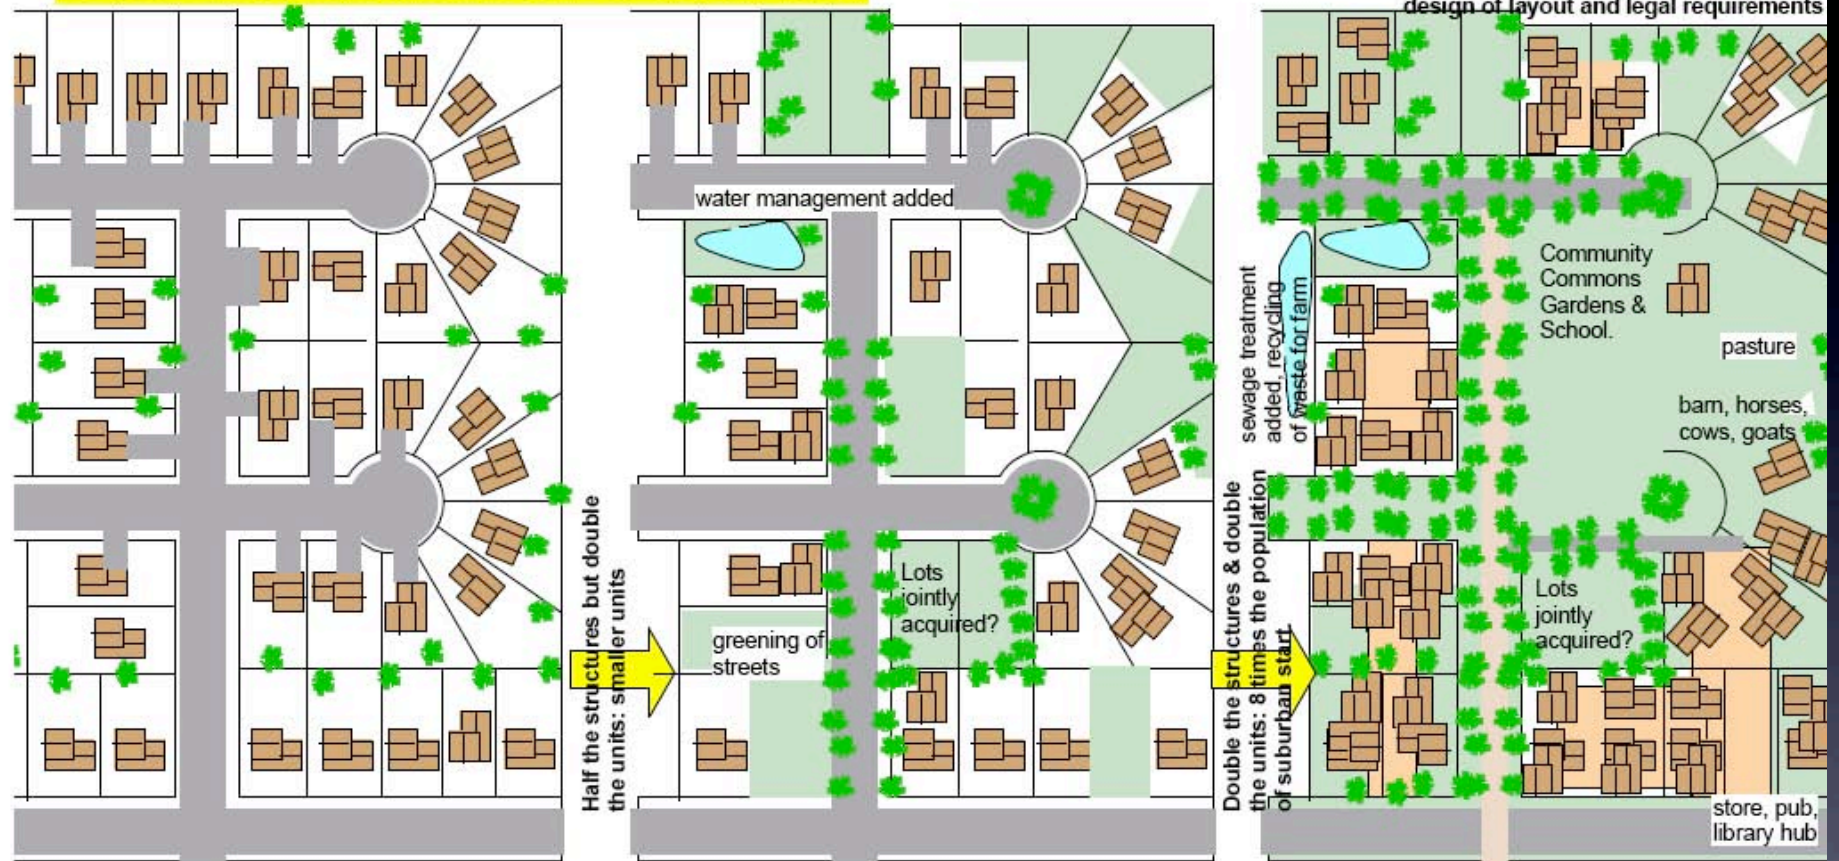 design of layout and legal requirements
water management added
Half the structures but double
the units: smaller units
greening of
streets
Lots
jointly
acquired?
Double the structures & double
the units: 8 times the population
of suburban start.
sewage treatment
added, recycling
of waste for farm
Community
Commons
Gardens &
School.
pasture
barn, horses,
cows, goats
Lots
jointly
acquired?
store, pub,
library hub